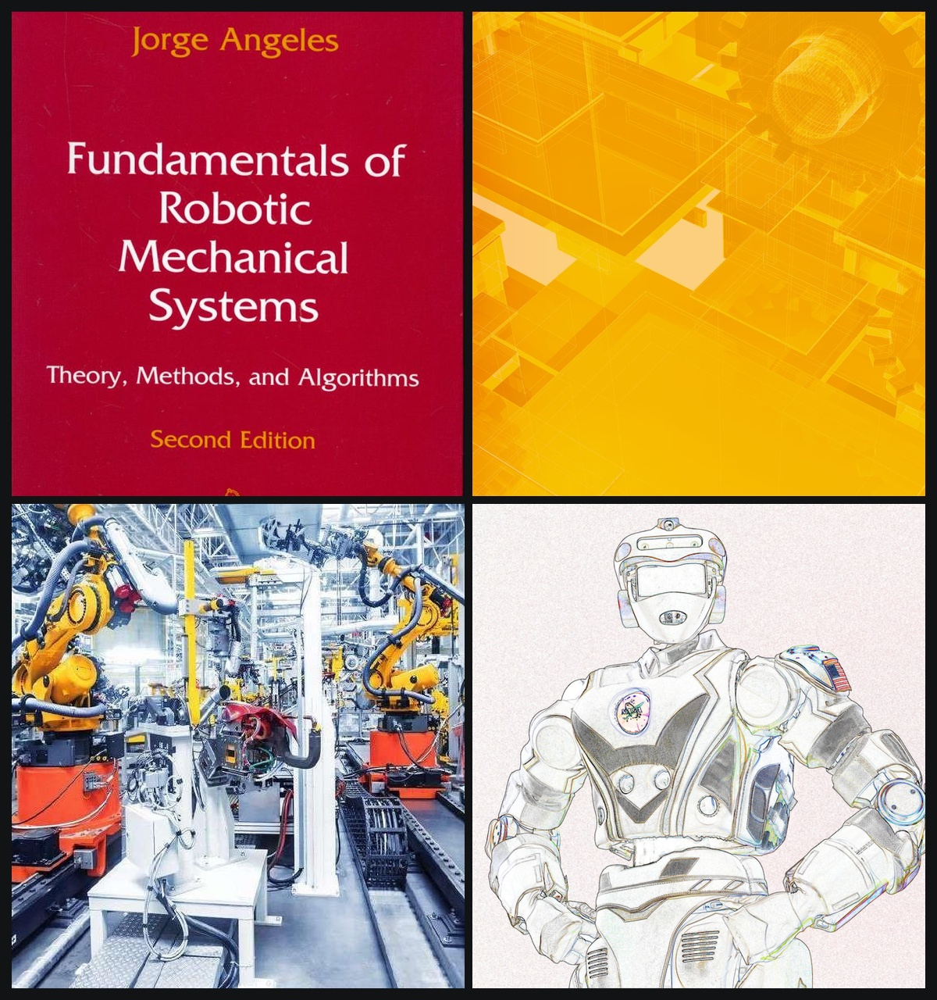 Jorge Angeles
Fundamentals of
Robotic
Mechanical
Systems
Theory, Methods, and Algorithms
Second Edition